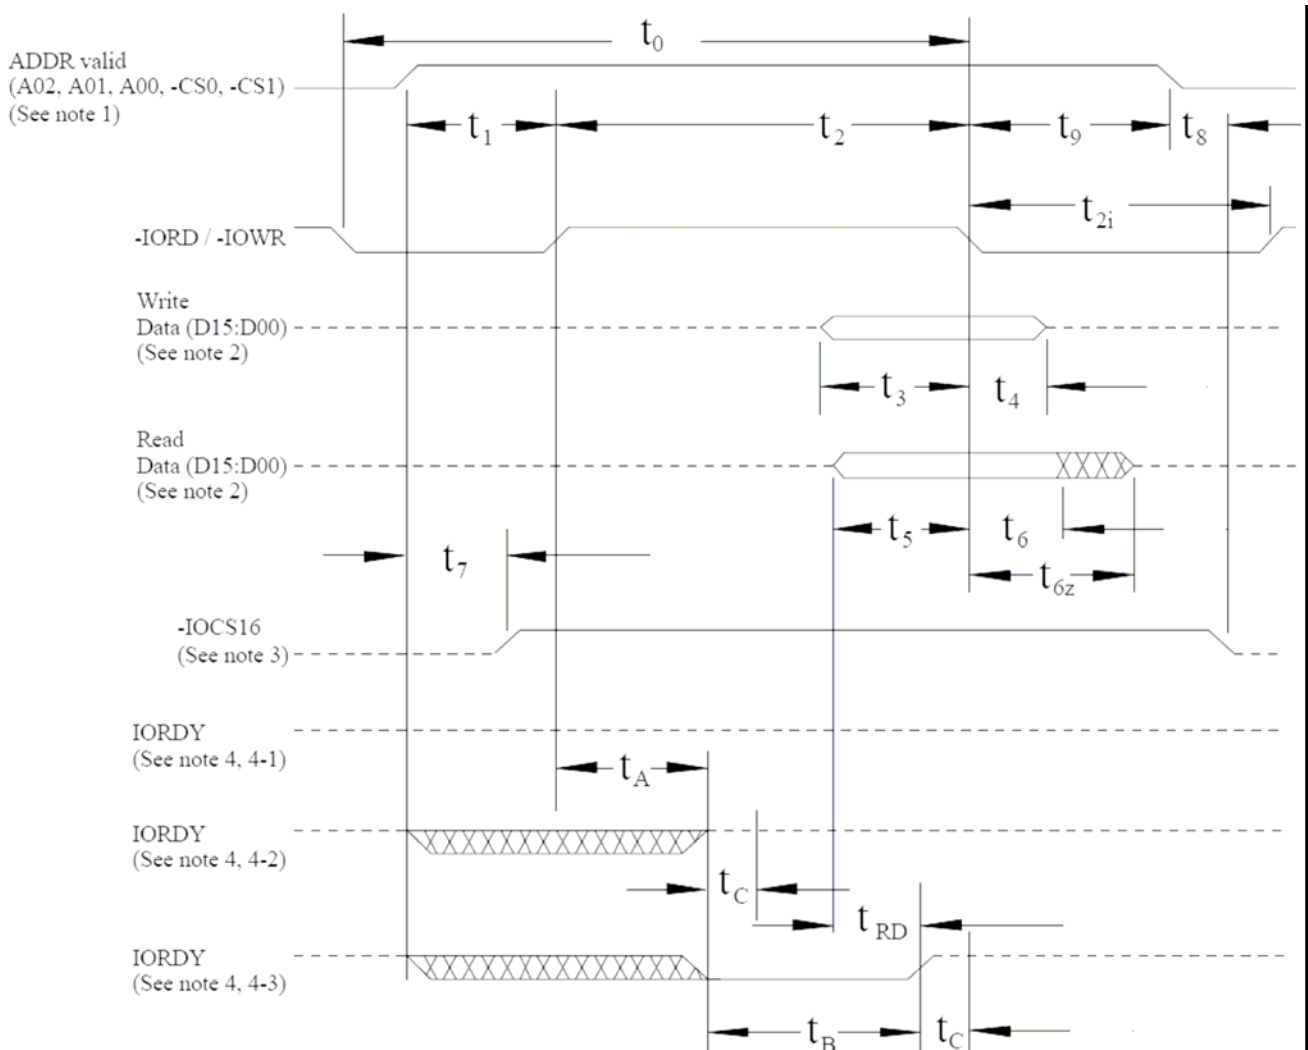 t0
ADDR valid
(A02, A01, A00, -CS0, -CS1)
(See note 1)
t1
t2
t9
t8
t2i
-IORD / -IOWR
Write
Data (D15:D00)
(See note 2)
t3
t4
Read
Data (D15:D00)
(See note 2)
t5
t6
t7
t6z
-IOCS16
(See note 3)
IORDY
(See note 4, 4-1)
tA
IORDY
(See note 4, 4-2)
tC
tRD
IORDY
(See note 4, 4-3)
tB
tC